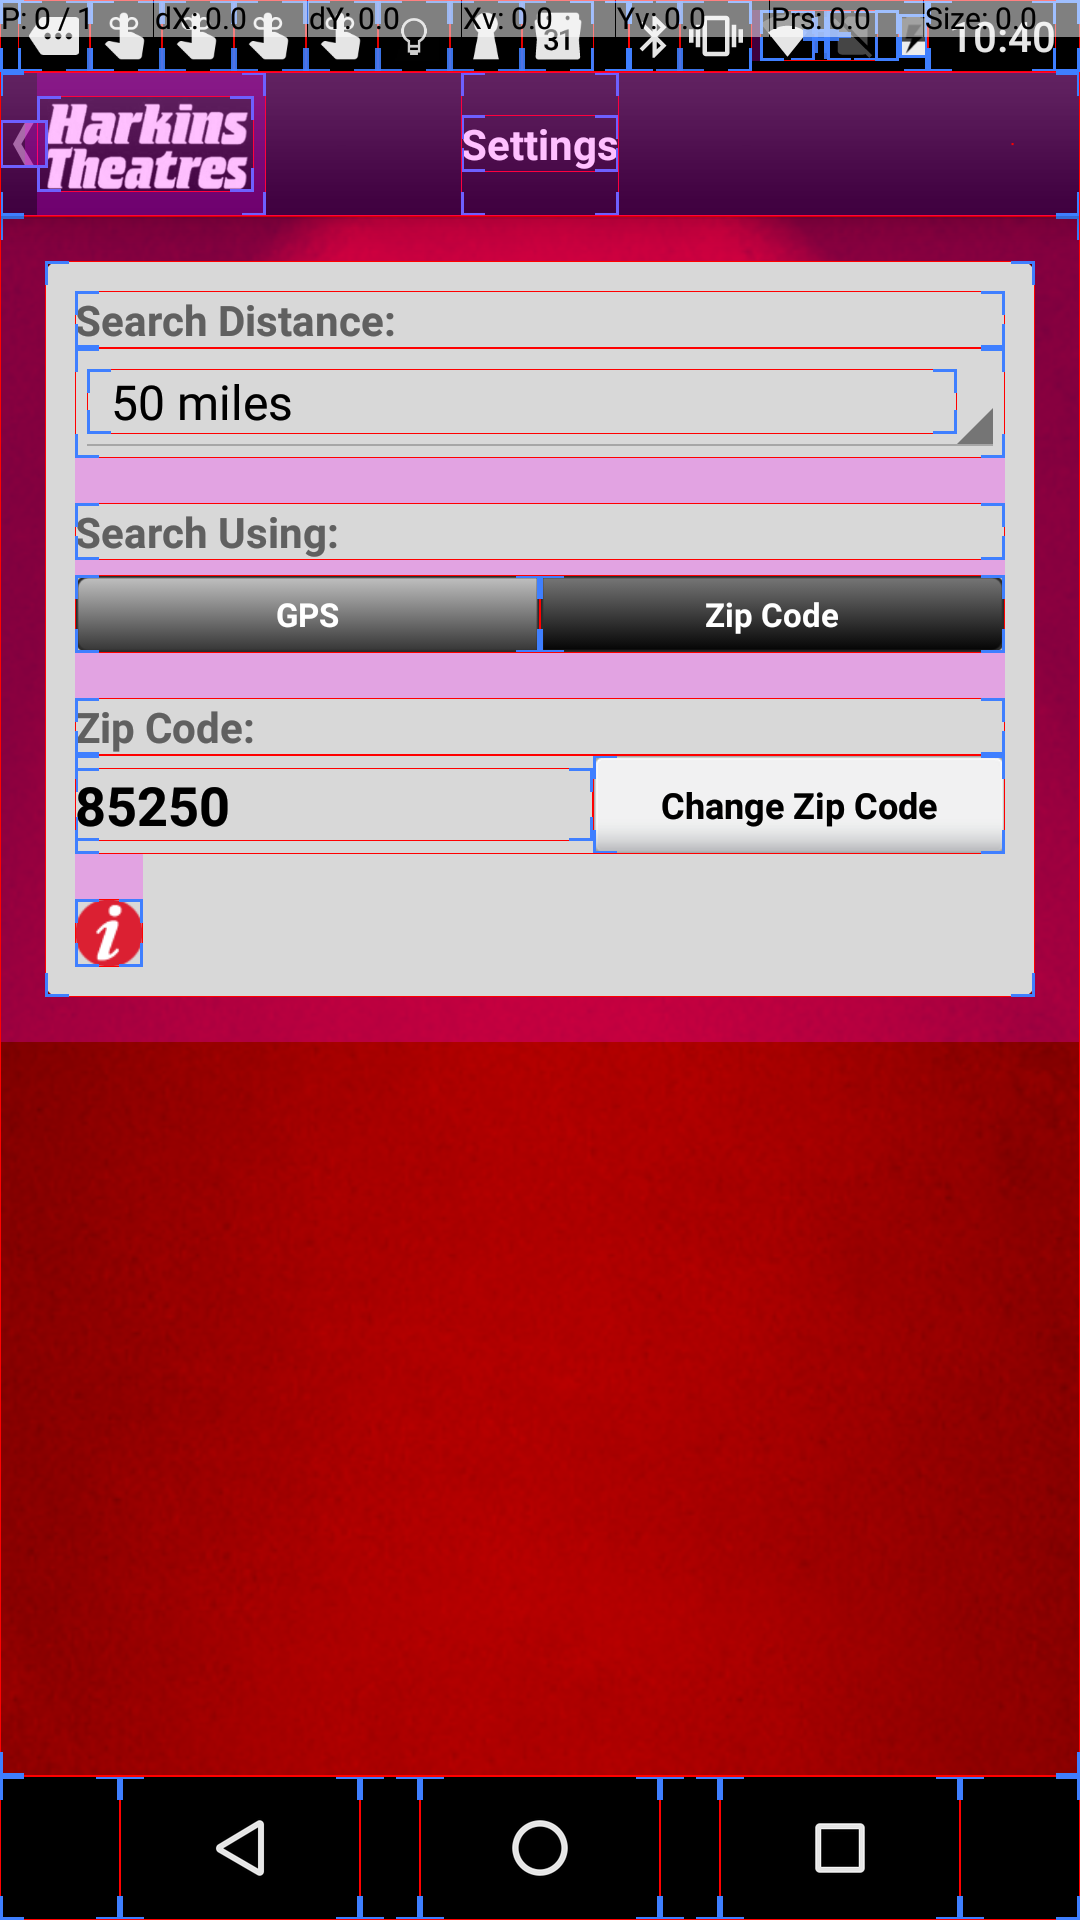 P: 0 / 1 dX: 0.0 dY: 0.0 Xv: 0.0 Yv: 0.0 Prs: 0.0 Size: 0.0
31 10:40
Harkins
Theatres
Settings
Search Distance:
50 miles
Search Using:
GPS Zip Code
Zip Code:
85250 Change Zip Code
i